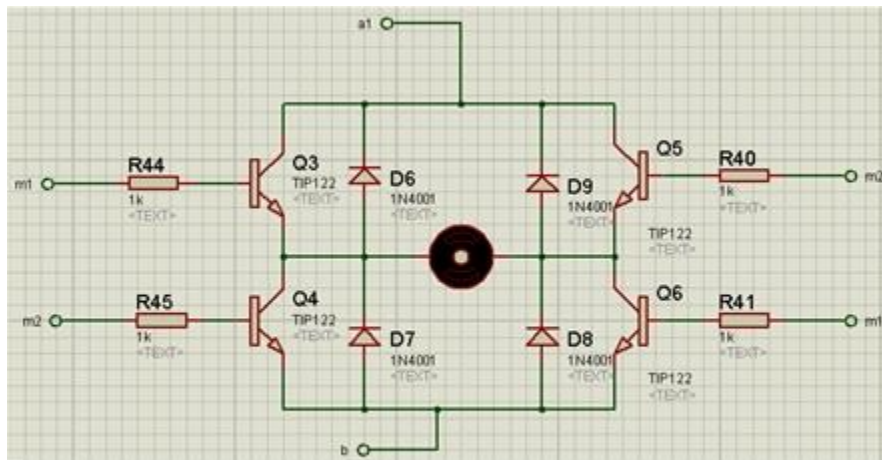 a1
R44
m1
1k
<TEXT>
Q3
TIP122
<TEXT>
D6
1N4001
<TEXT>
D9
1N4001
<TEXT>
Q5
TIP122
<TEXT>
R40
m2
1k
<TEXT>
R45
m2
1k
<TEXT>
Q4
TIP122
<TEXT>
D7
1N4001
<TEXT>
D8
1N4001
<TEXT>
Q6
TIP122
<TEXT>
R41
m1
1k
<TEXT>
b